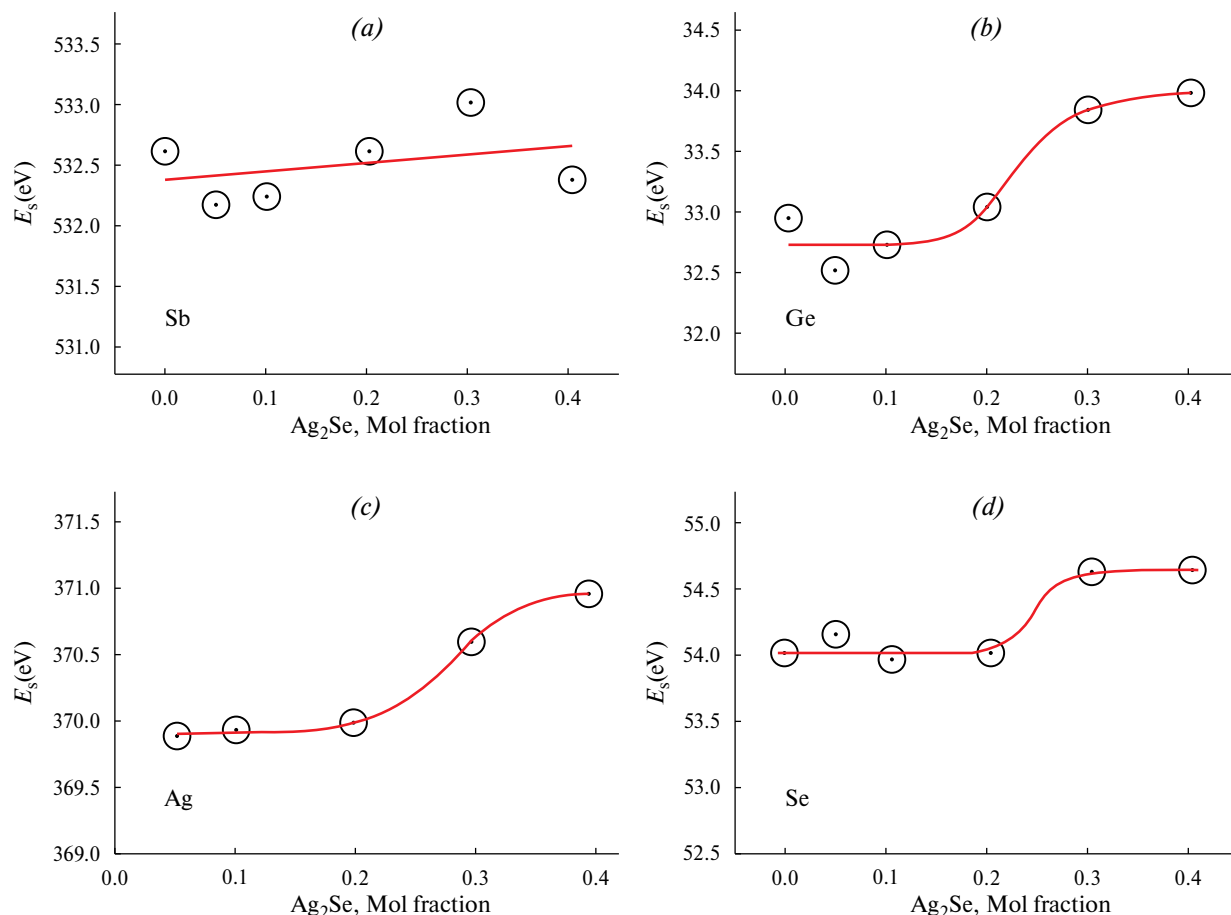 (a)
533.5
533.0
532.5
532.0
531.5
531.0
E_s(eV)
Sb
0.0 0.1 0.2 0.3 0.4
Ag₂Se, Mol fraction
(b)
34.5
34.0
33.5
33.0
32.5
32.0
E_s(eV)
Ge
0.0 0.1 0.2 0.3 0.4
Ag₂Se, Mol fraction
(c)
371.5
371.0
370.5
370.0
369.5
369.0
E_s(eV)
Ag
0.0 0.1 0.2 0.3 0.4
Ag₂Se, Mol fraction
(d)
55.0
54.5
54.0
53.5
53.0
52.5
E_s(eV)
Se
0.0 0.1 0.2 0.3 0.4
Ag₂Se, Mol fraction